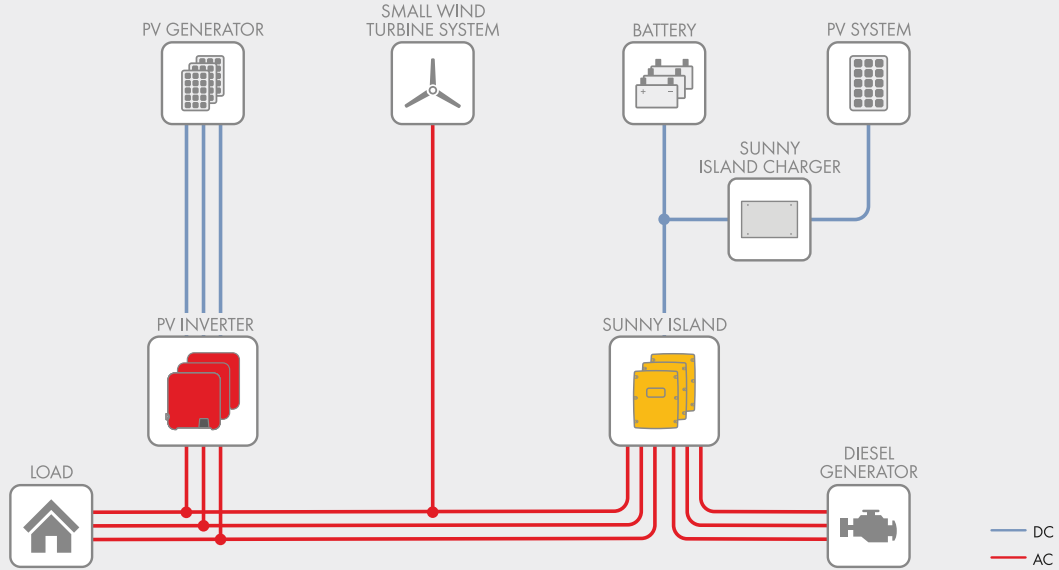 PV GENERATOR
SMALL WIND
TURBINE SYSTEM
BATTERY
PV SYSTEM
SUNNY
ISLAND CHARGER
PV INVERTER
SUNNY ISLAND
LOAD
DIESEL
GENERATOR
DC
AC